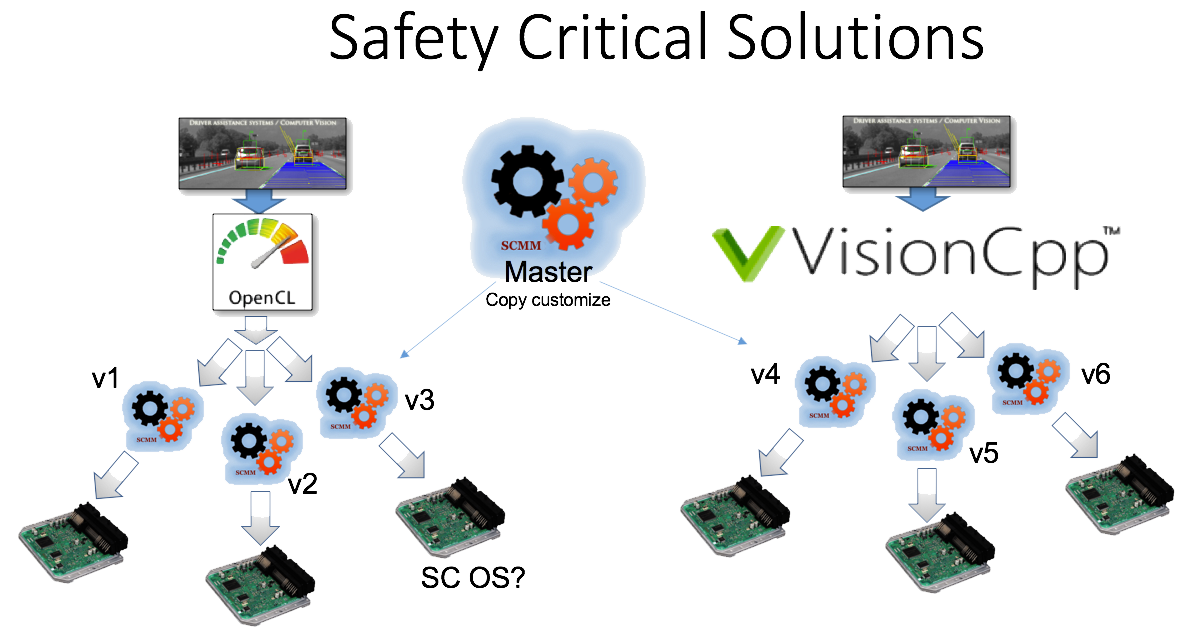 Safety Critical Solutions
DRIVER ASSISTANCE SYSTEMS / COMPUTER VISION
DRIVER ASSISTANCE SYSTEMS / COMPUTER VISION
OpenCL
SCMM
Master
Copy customize
VisionCpp™
v1
SCMM
v2
SCMM
v3
SCMM
v4
SCMM
v5
SCMM
v6
SCMM
SC OS?